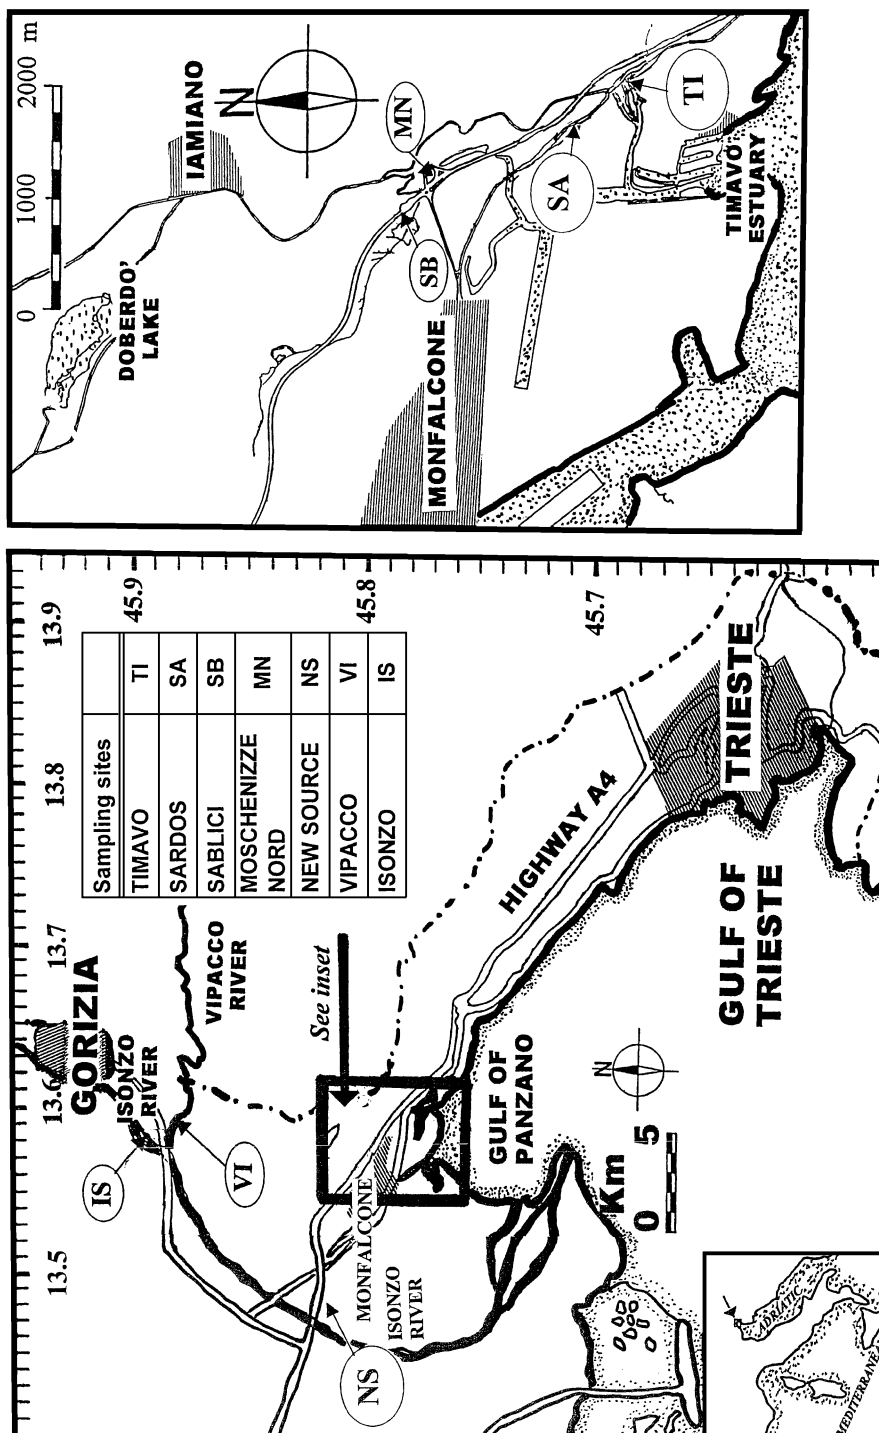 0 1000 2000 m
IAMIANO
N
DOBERDO'
LAKE
MN
SB
SA
TI
MONFALCONE
TIMAVO
ESTUARY
13.5
13.6
13.7
13.8
13.9
45.9
45.8
45.7
GORIZIA
ISONZO
RIVER
IS
VI
VIPACCO
RIVER
Sampling sites
TIMAVO TI
SARDOS SA
SABLICI SB
MOSCHENIZZE
NORD MN
NEW SOURCE NS
VIPACCO VI
ISONZO IS
See inset
MONFALCONE
ISONZO
RIVER
NS
HIGHWAY A4
GULF OF
PANZANO
TRIESTE
GULF OF
TRIESTE
N
Km
0 5
ADRIATIC
MEDITERRANEA